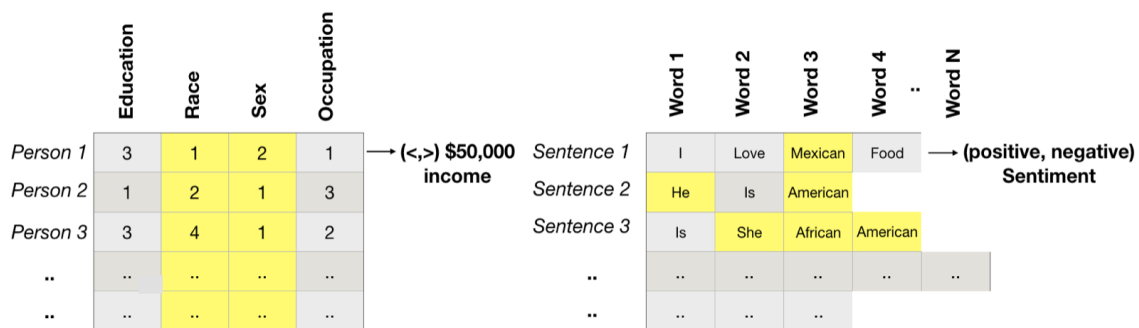 Education Race Sex Occupation
Person 1 3 1 2 1 (<,>) $50,000 income
Person 2 1 2 1 3
Person 3 3 4 1 2
.. .. .. .. ..
.. .. .. .. ..
Word 1 Word 2 Word 3 Word 4 .. Word N
Sentence 1 I Love Mexican Food (positive, negative) Sentiment
Sentence 2 He Is American
Sentence 3 Is She African American
.. .. .. .. .. ..
.. .. .. ..